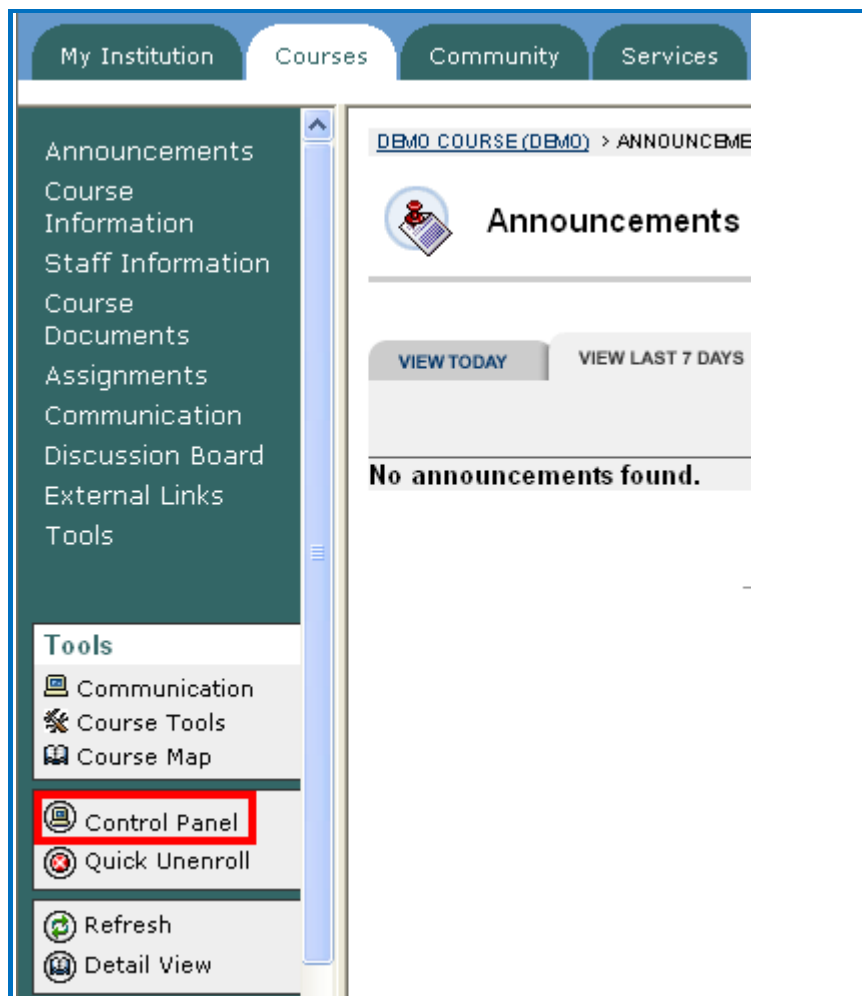 My Institution Courses Community Services
Announcements
Course
Information
Staff Information
Course
Documents
Assignments
Communication
Discussion Board
External Links
Tools
Tools
Communication
Course Tools
Course Map
Control Panel
Quick Unenroll
Refresh
Detail View
DEMO COURSE (DEMO) > ANNOUNCEME
Announcements
VIEW TODAY VIEW LAST 7 DAYS
No announcements found.